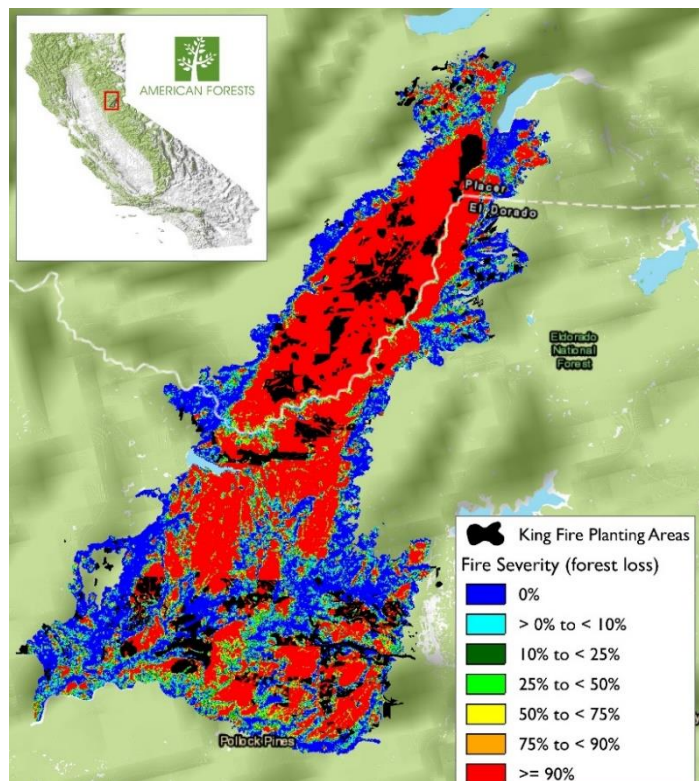 AMERICAN FORESTS
Placer
El Dorado
Eldorado
National
Forest
Pollock Pines
King Fire Planting Areas
Fire Severity (forest loss)
0%
> 0% to < 10%
10% to < 25%
25% to < 50%
50% to < 75%
75% to < 90%
>= 90%